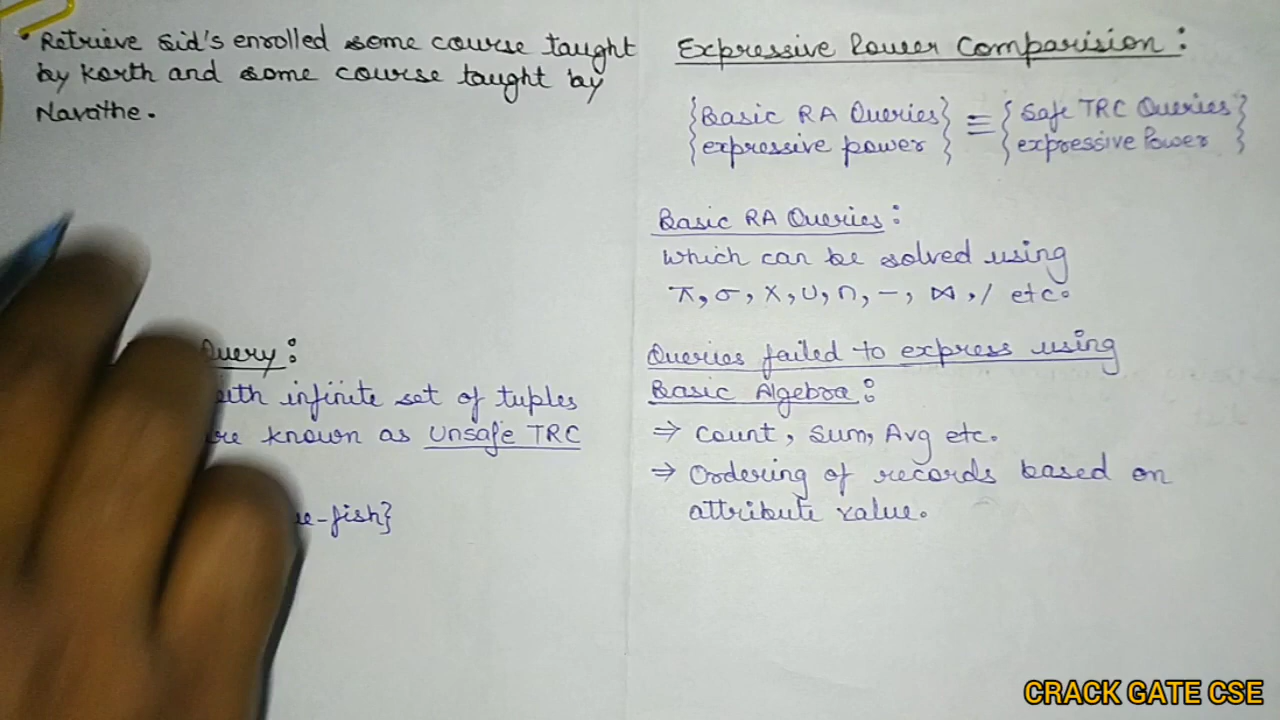 • Retrieve sid's enrolled some course taught
by Korth and some course taught by
Navathe.
Query:
with infinite set of tuples
known as Unsafe TRC
-fish}
Expressive Power Comparision:
{Basic RA Queries expressive power} ≡ {Safe TRC Queries expressive Power}
Basic RA Queries:
which can be solved using
π, σ, X, ∪, ∩, -, ⋈, / etc.
Queries failed to express using
Basic Algebra:
⇒ Count, Sum, Avg etc.
⇒ Ordering of records based on
attribute value.
CRACK GATE CSE